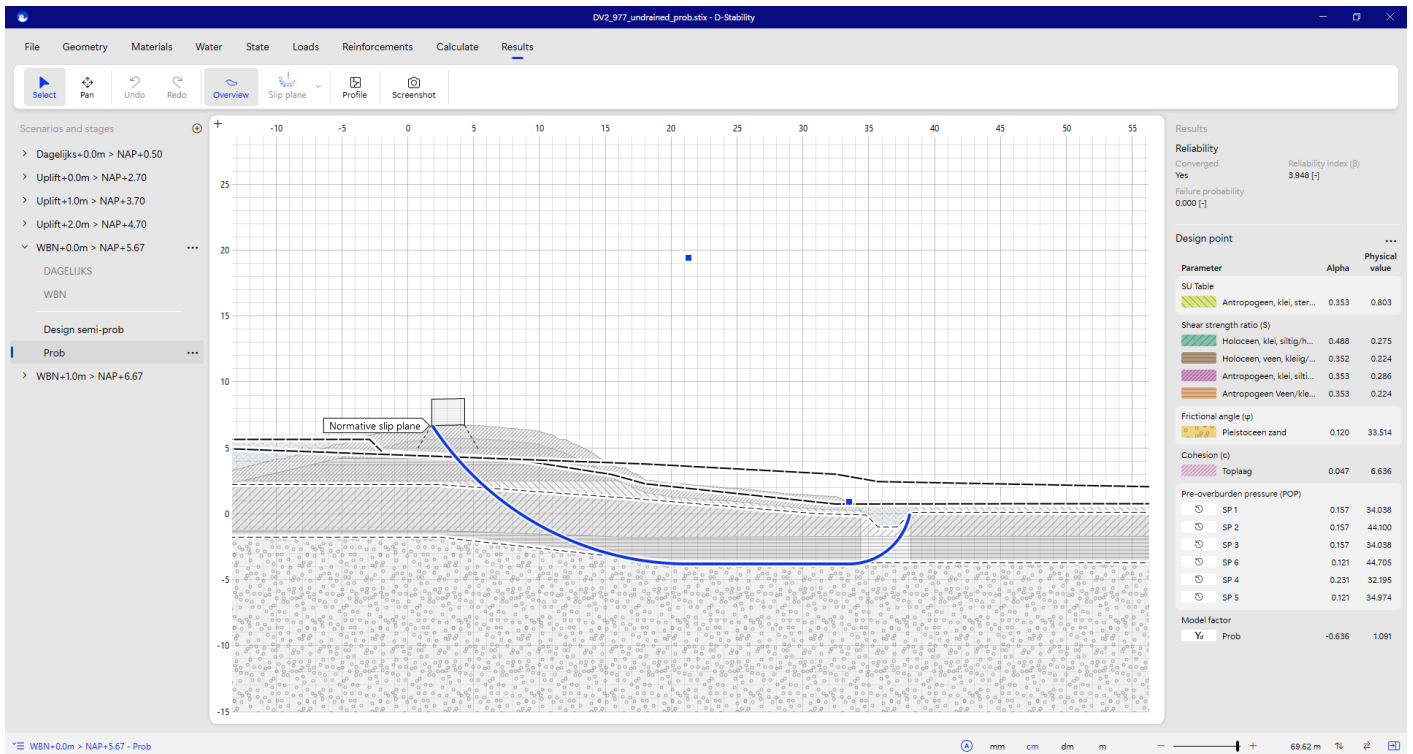 DV2_977_undrained_prob.stix - D-Stability
File Geometry Materials Water State Loads Reinforcements Calculate Results
Select Pan Undo Redo Overview Slip plane Profile Screenshot
Scenarios and stages
Dagelijks+0.0m > NAP+0.50
Uplift+0.0m > NAP+2.70
Uplift+1.0m > NAP+3.70
Uplift+2.0m > NAP+4.70
WBN+0.0m > NAP+5.67
DAGELIJKS
WBN
Design semi-prob
Prob
WBN+1.0m > NAP+6.67
-10 -5 0 5 10 15 20 25 30 35 40 45 50 55
25
20
15
10
5
0
-5
-10
-15
Normative slip plane
Results
Reliability
Converged Reliability index (β)
Yes 3.948 [-]
Failure probability
0.000 [-]
Design point
Parameter Alpha Physical value
SU Table
Antropogeen, klei, ster... 0.353 0.803
Shear strength ratio (S)
Holoceen, klei, siltig/h... 0.488 0.275
Holoceen, veen, kleiig/... 0.352 0.224
Antropogeen, klei, silti... 0.353 0.286
Antropogeen Veen/kle... 0.353 0.224
Frictional angle (φ)
Pleistoceen zand 0.120 33.514
Cohesion (c)
Toplaag 0.047 6.636
Pre-overburden pressure (POP)
SP 1 0.157 34.038
SP 2 0.157 44.100
SP 3 0.157 34.038
SP 6 0.121 44.705
SP 4 0.231 32.195
SP 5 0.121 34.974
Model factor
Yd Prob -0.636 1.091
WBN+0.0m > NAP+5.67 - Prob
A mm cm dm m
69.62 m